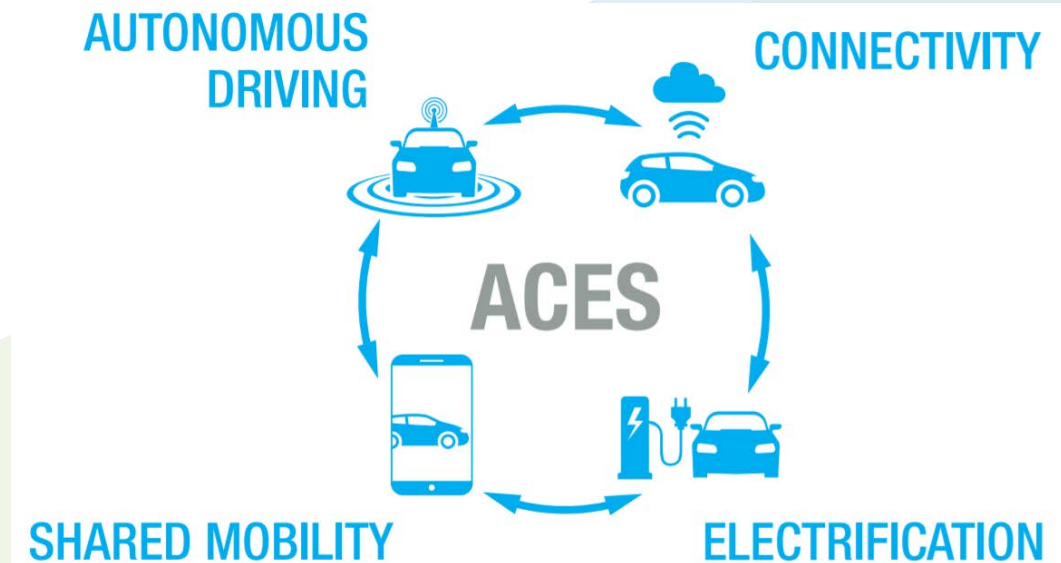 AUTONOMOUS
DRIVING
CONNECTIVITY
ACES
SHARED MOBILITY
ELECTRIFICATION